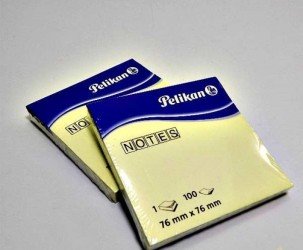 Pelikan
NOTES
Pelikan
NOTES
1 100
76 mm x 76 mm